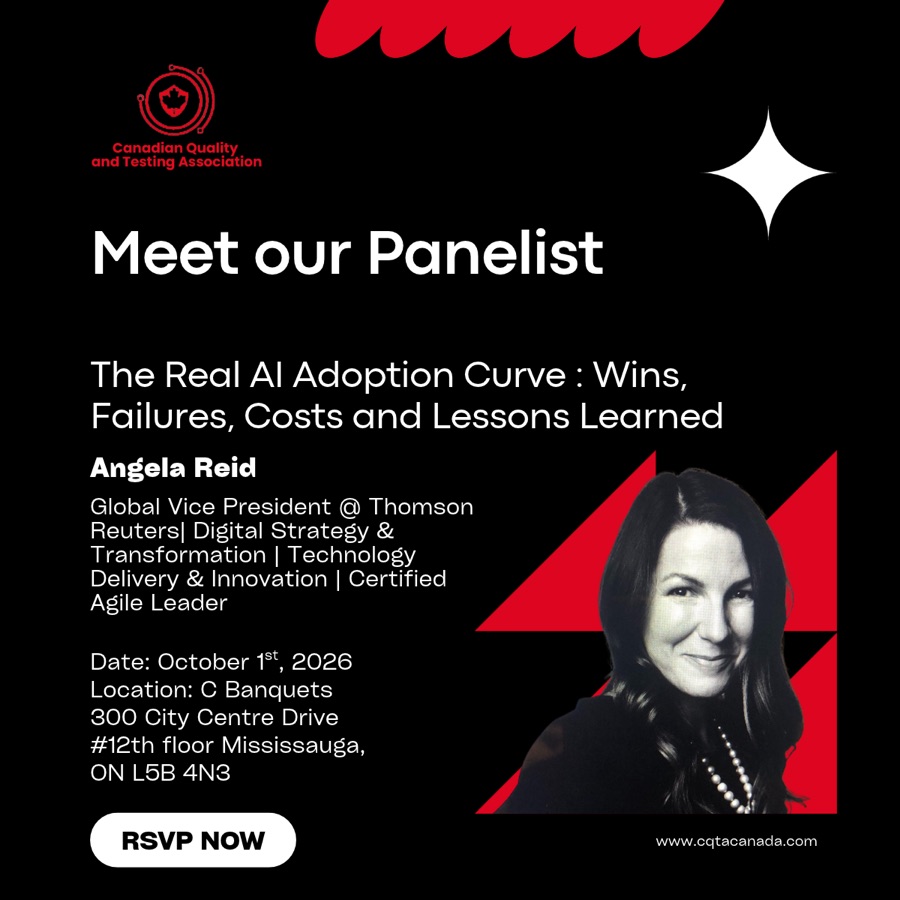 Canadian Quality
and Testing Association
Meet our Panelist
The Real AI Adoption Curve : Wins,
Failures, Costs and Lessons Learned
Angela Reid
Global Vice President @ Thomson
Reuters| Digital Strategy &
Transformation | Technology
Delivery & Innovation | Certified
Agile Leader
Date: October 1st, 2026
Location: C Banquets
300 City Centre Drive
#12th floor Mississauga,
ON L5B 4N3
RSVP NOW
www.cqtacanada.com